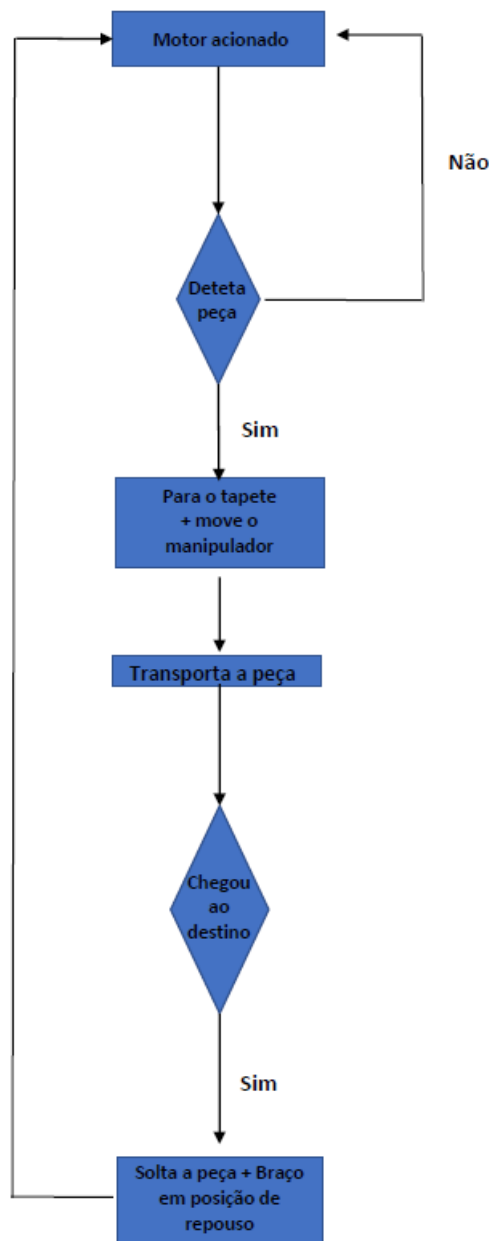 Motor acionado
Não
Deteta
peça
Sim
Para o tapete
+ move o
manipulador
Transporta a peça
Chegou
ao
destino
Sim
Solta a peça + Braço
em posição de
repouso